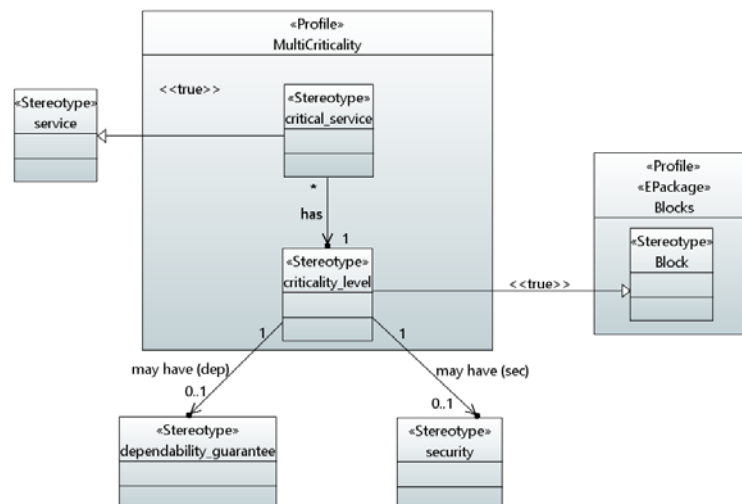 «Profile»
MultiCriticality
<<true>>
«Stereotype»
critical_service
«Stereotype»
service
*
has
1
«Profile»
«EPackage»
Blocks
«Stereotype»
Block
«Stereotype»
criticality_level
<<true>>
1
1
may have (dep)
may have (sec)
0..1
0..1
«Stereotype»
dependability_guarantee
«Stereotype»
security